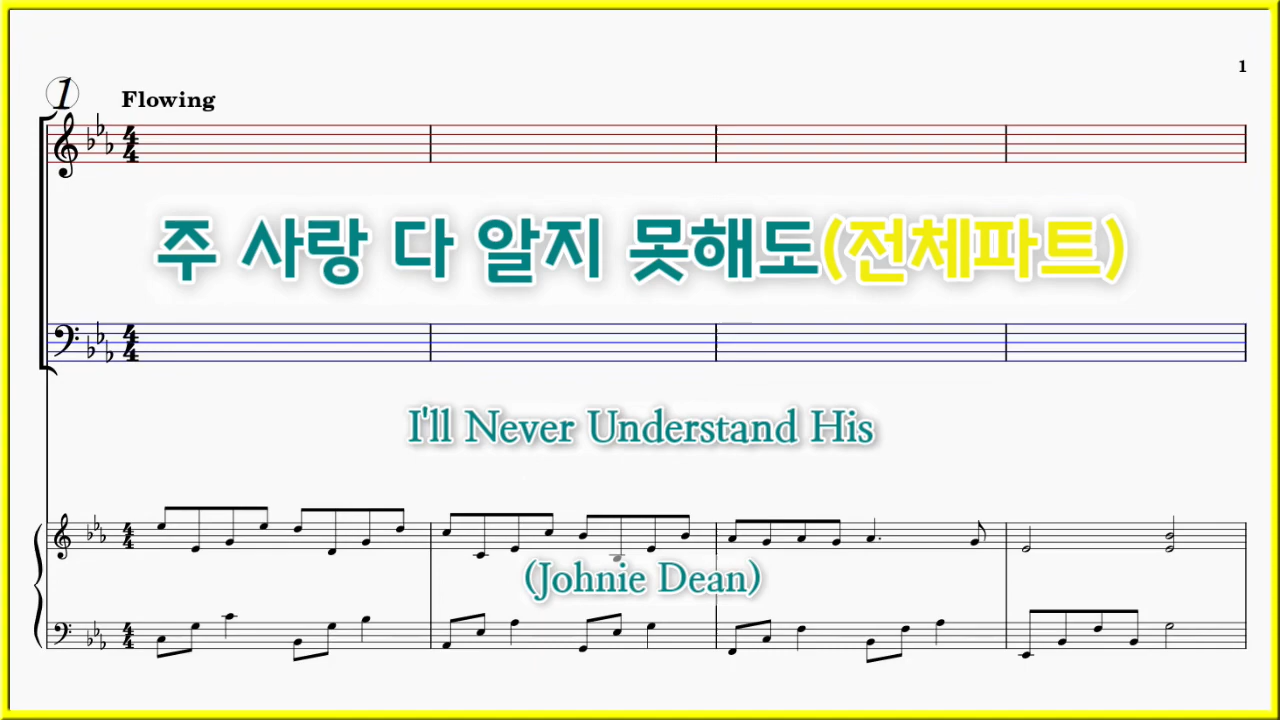 1
1
Flowing
주 사랑 다 알지 못해도(전체파트)
I'll Never Understand His
(Johnie Dean)